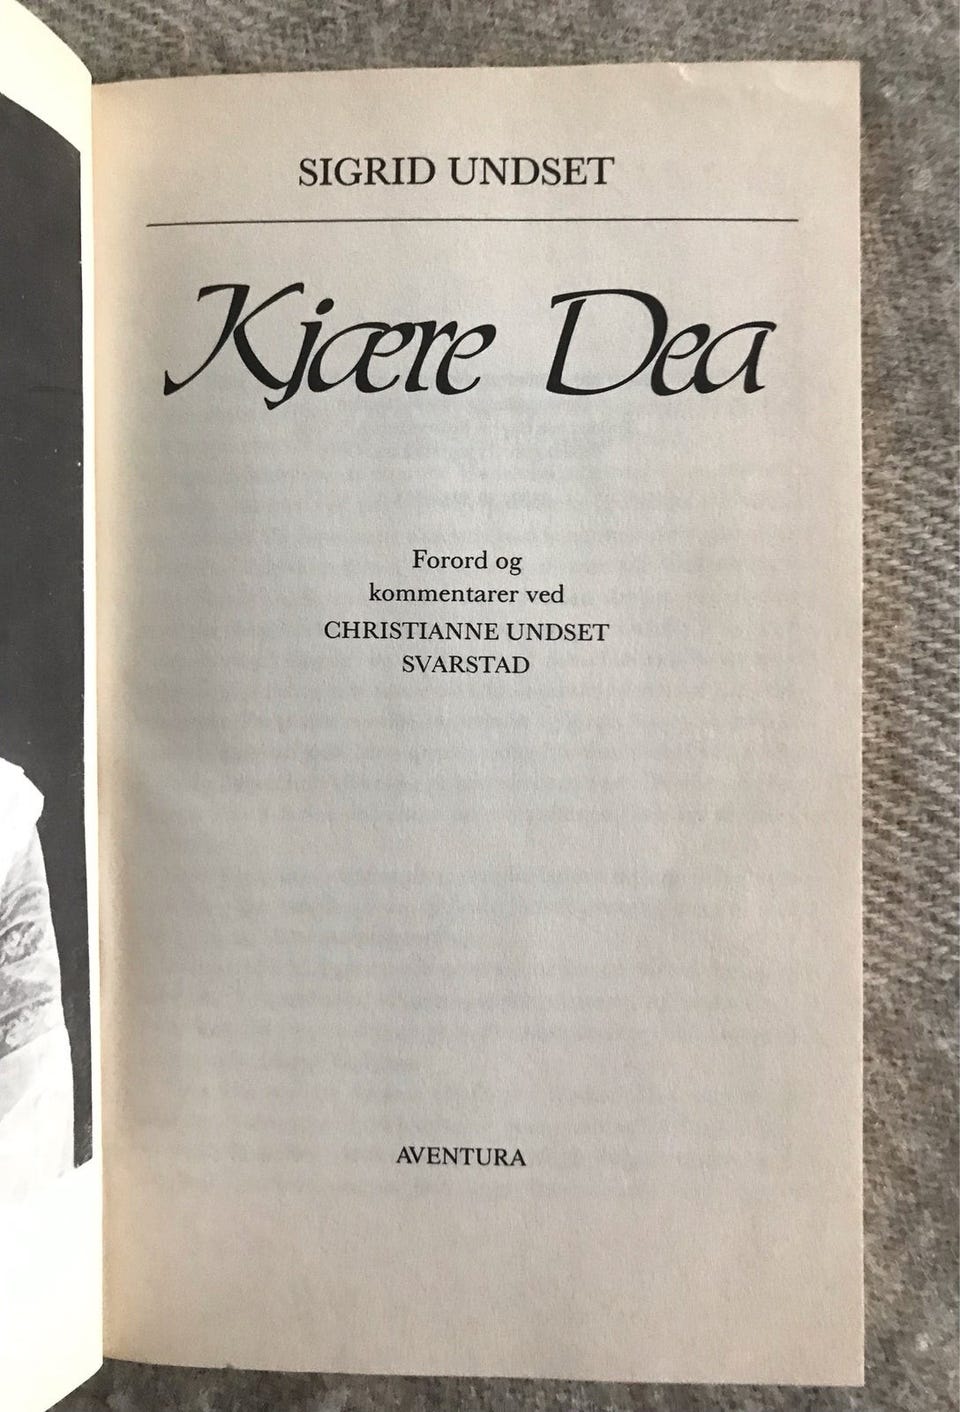 SIGRID UNDSET
Kjære Dea
Forord og
kommentarer ved
CHRISTIANNE UNDSET
SVARSTAD
AVENTURA